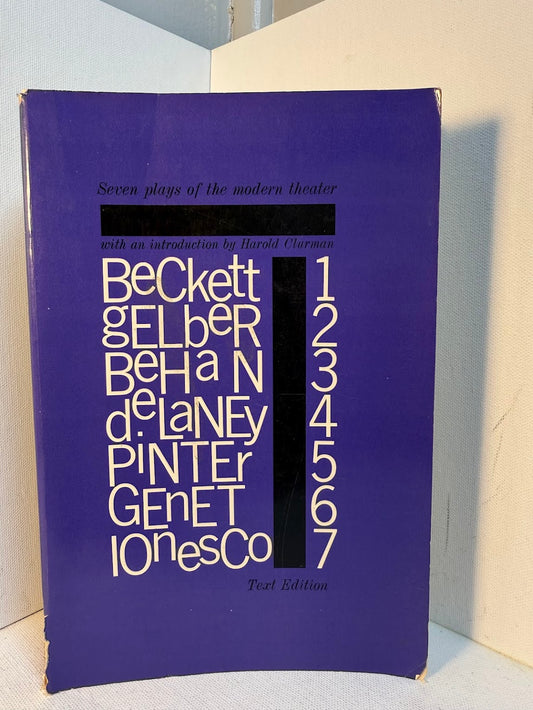 Seven plays of the modern theater
with an introduction by Harold Clurman
BeCkett 1
gELbeR 2
BeHaN 3
d.eLaNEy 4
PiNTEr 5
GEnET 6
IOnesCo 7
Text Edition